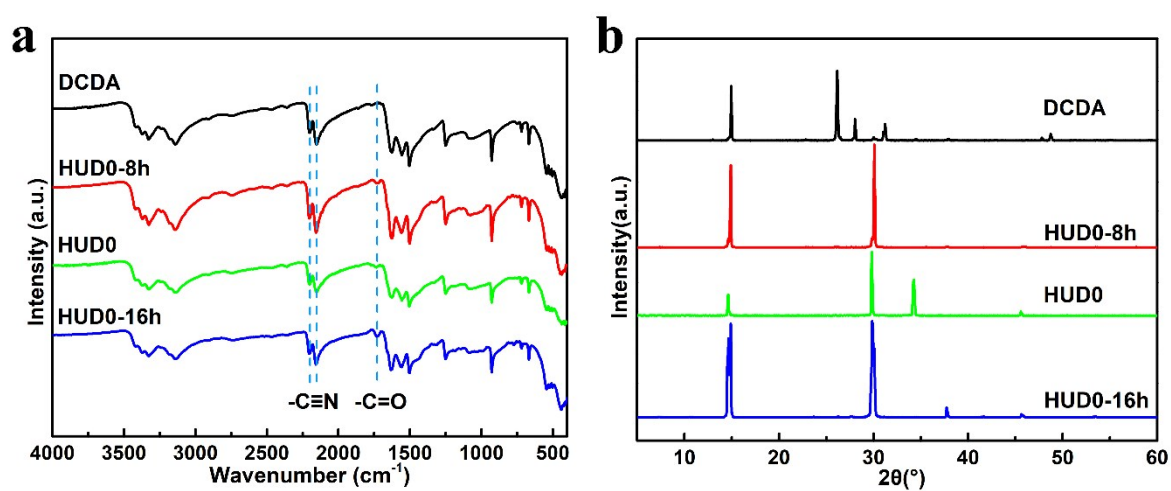 a
DCDA
HUD0-8h
HUD0
HUD0-16h
-C≡N
-C=O
Intensity (a.u.)
4000 3500 3000 2500 2000 1500 1000 500
Wavenumber (cm⁻¹)
b
DCDA
HUD0-8h
HUD0
HUD0-16h
Intensity(a.u.)
10 20 30 40 50 60
2θ(°)